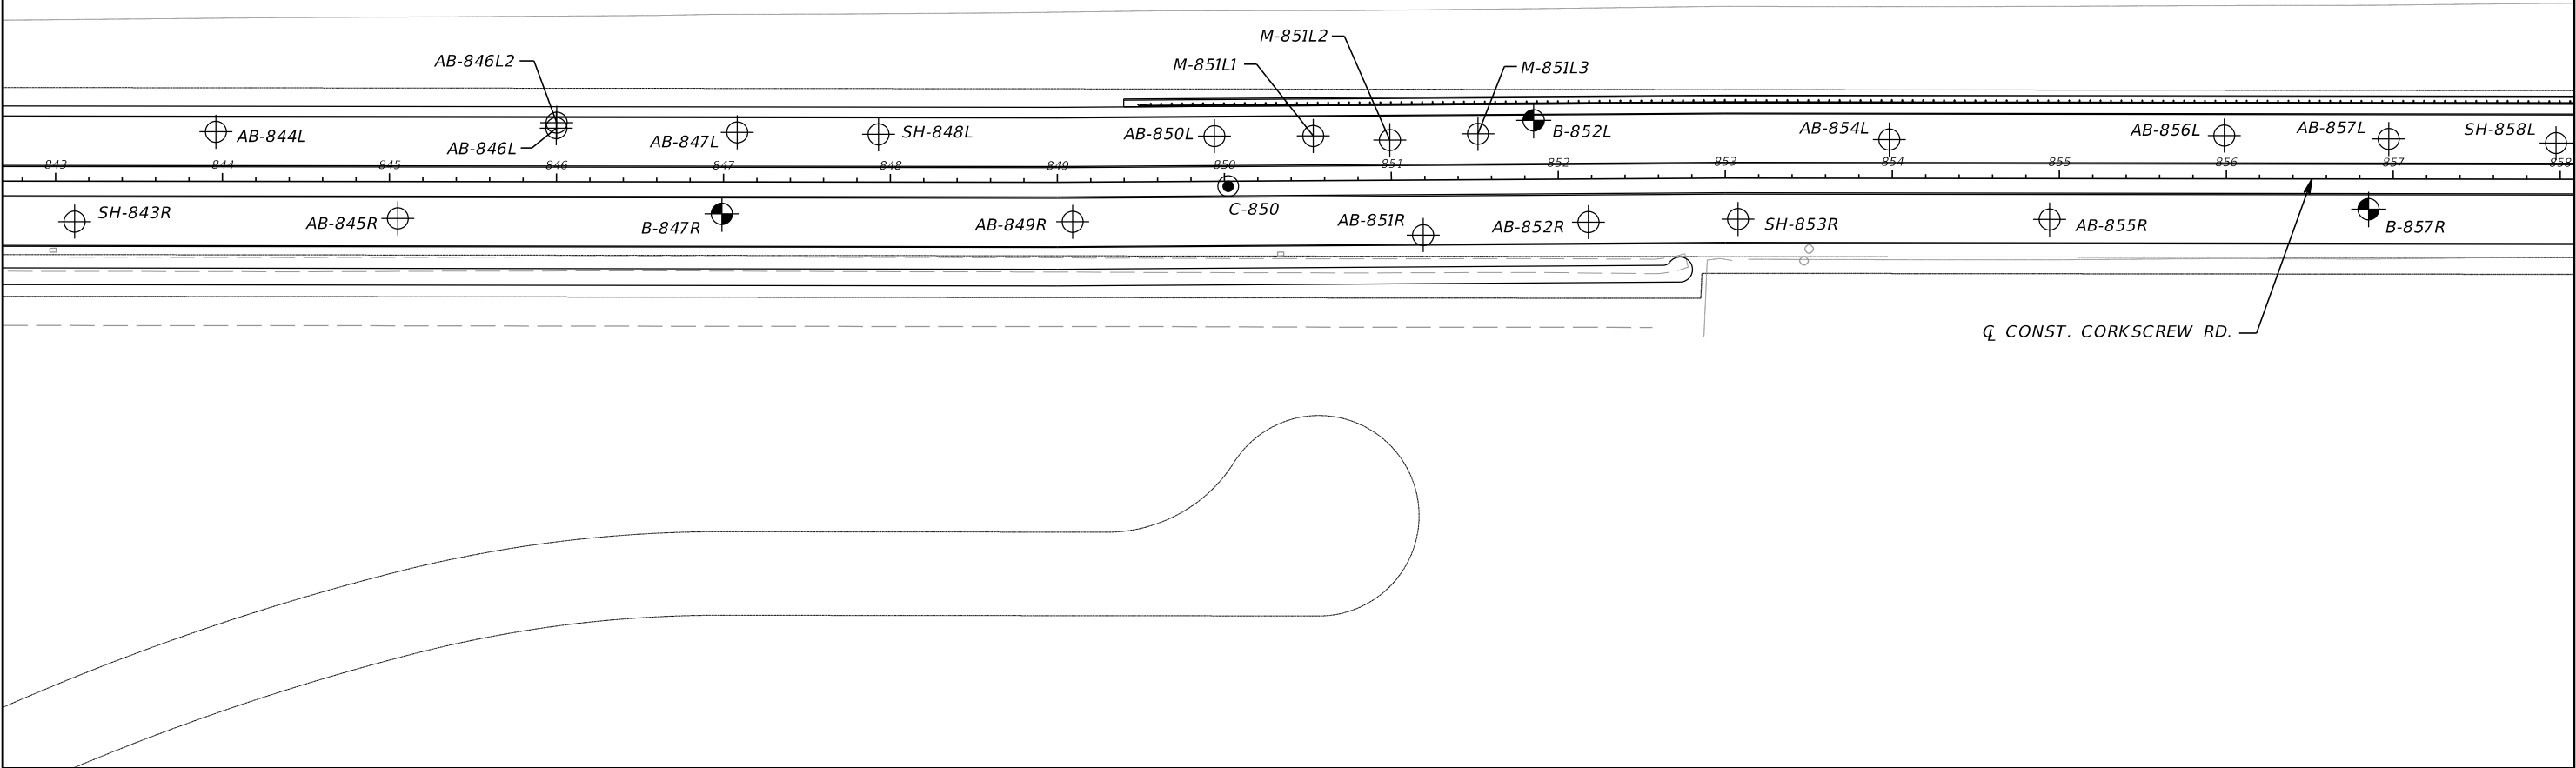 M-851L2
AB-846L2
M-851L1
M-851L3
AB-844L
AB-846L
AB-847L
SH-848L
AB-850L
B-852L
AB-854L
AB-856L
AB-857L
SH-858L
843 844 845 846 847 848 849 850 851 852 853 854 855 856 857 858
SH-843R
AB-845R
B-847R
AB-849R
C-850
AB-851R
AB-852R
SH-853R
AB-855R
B-857R
℄ CONST. CORKSCREW RD.